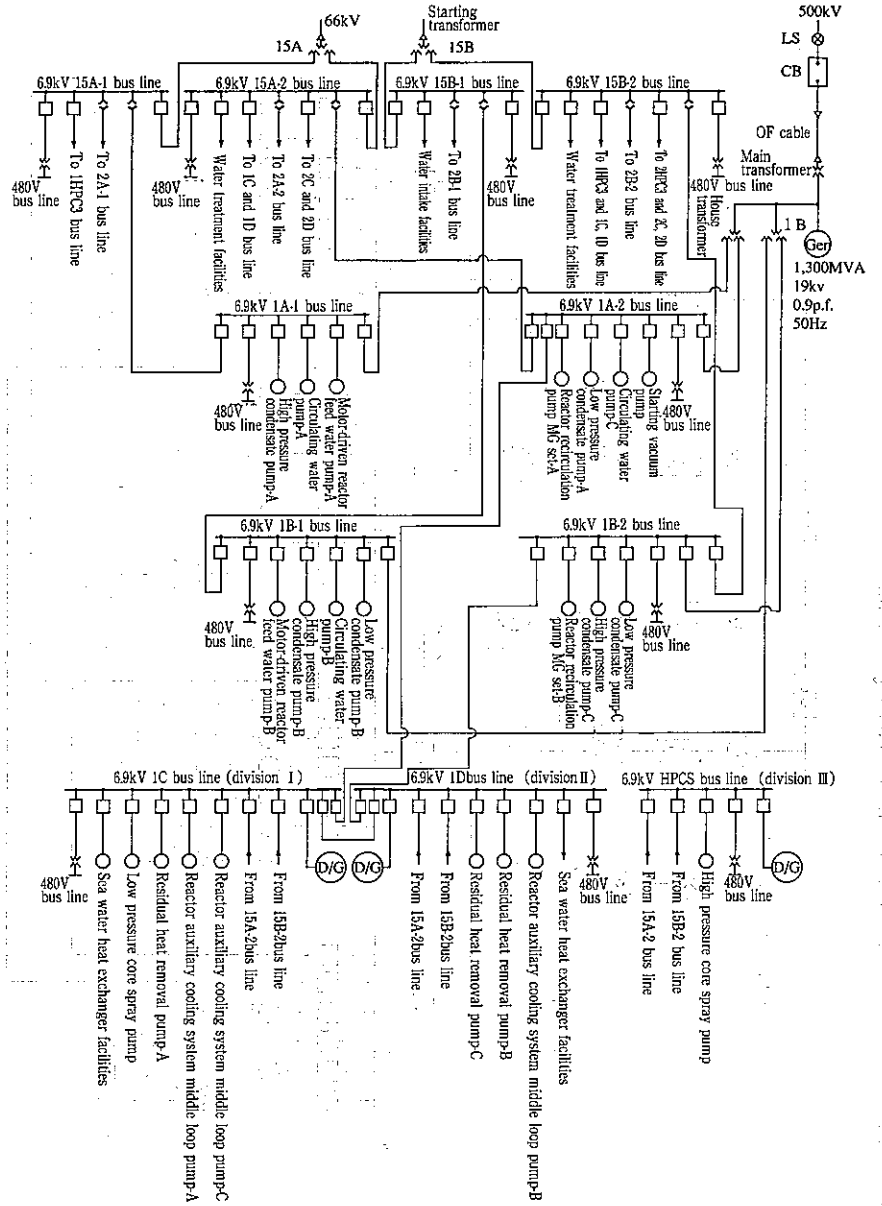 66kV
Starting
transformer
500kV
15A
15B
LS
CB
OF cable
Main
transformer
6.9kV 15A-1 bus line
6.9kV 15A-2 bus line
6.9kV 15B-1 bus line
6.9kV 15B-2 bus line
480V
bus line
To 1HPC3 bus line
To 2A-1 bus line
480V
bus line
Water treatment facilities
To 1C and 1D bus line
To 2A-2 bus line
To 2C and 2D bus line
Water intake facilities
To 2B-1 bus line
480V
bus line
Water treatment facilities
To 1HPC3 and 1C, 1D bus line
To 2B-2 bus line
To 2HPC3 and 2C, 2D bus line
480V bus line
House
transformer
1 B
Ger
1,300MVA
19kv
0.9p.f.
50Hz
6.9kV 1A-1 bus line
6.9kV 1A-2 bus line
480V
bus line
High pressure
condensate pump-A
Circulating water
pump-A
Motor-driven reactor
feed water pump-A
Reactor recirculation
pump MG set-A
Low pressure
condensate pump-A
Circulating water
pump-C
Starting vacuum
pump
480V
bus line
6.9kV 1B-1 bus line
6.9kV 1B-2 bus line
480V
bus line
Motor-driven reactor
feed water pump-B
High pressure
condensate pump-B
Circulating water
pump-B
Low pressure
condensate pump-B
Reactor recirculation
pump MG set-B
High pressure
condensate pump-C
Low pressure
condensate pump-C
480V
bus line
6.9kV 1C bus line (division I)
6.9kV 1Dbus line (division II)
6.9kV HPCS bus line (division III)
480V
bus line
Sea water heat exchanger
facilities
Low pressure core spray pump
Residual heat removal pump-A
Reactor auxiliary cooling system middle loop pump-A
Reactor auxiliary cooling system middle loop pump-C
From 15A-2bus line
From 15B-2bus line
D/G
D/G
From 15A-2bus line
From 15B-2bus line
Residual heat removal pump-C
Residual heat removal pump-B
Reactor auxiliary cooling system middle loop pump-B
Sea water heat exchanger
facilities
480V
bus line
From 15A-2 bus line
From 15B-2 bus line
High pressure core spray pump
480V
bus line
D/G